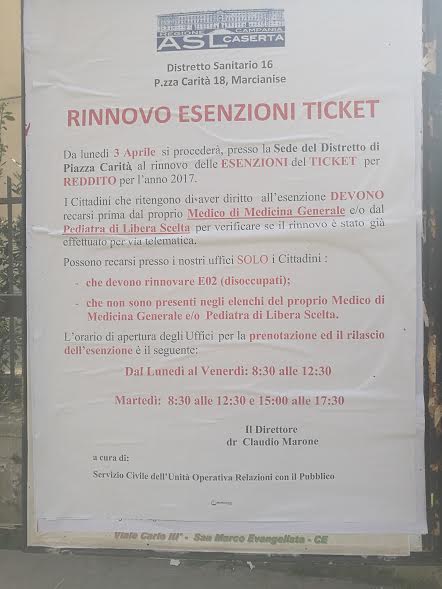 REGIONE CAMPANIA
ASL CASERTA
Distretto Sanitario 16
P.zza Carità 18, Marcianise
RINNOVO ESENZIONI TICKET
Da lunedì 3 Aprile si procederà, presso la Sede del Distretto di
Piazza Carità al rinnovo delle ESENZIONI del TICKET per
REDDITO per l'anno 2017.
I Cittadini che ritengono di aver diritto all'esenzione DEVONO
recarsi prima dal proprio Medico di Medicina Generale e/o dal
Pediatra di Libera Scelta per verificare se il rinnovo è stato già
effettuato per via telematica.
Possono recarsi presso i nostri uffici SOLO i Cittadini :
- che devono rinnovare E02 (disoccupati);
- che non sono presenti negli elenchi del proprio Medico di
Medicina Generale e/o Pediatra di Libera Scelta.
L'orario di apertura degli Uffici per la prenotazione ed il rilascio
dell'esenzione è il seguente:
Dal Lunedì al Venerdì: 8:30 alle 12:30
Martedì: 8:30 alle 12:30 e 15:00 alle 17:30
Il Direttore
dr Claudio Marone
a cura di:
Servizio Civile dell'Unità Operativa Relazioni con il Pubblico
Viale Carlo III° - San Marco Evangelista - CE